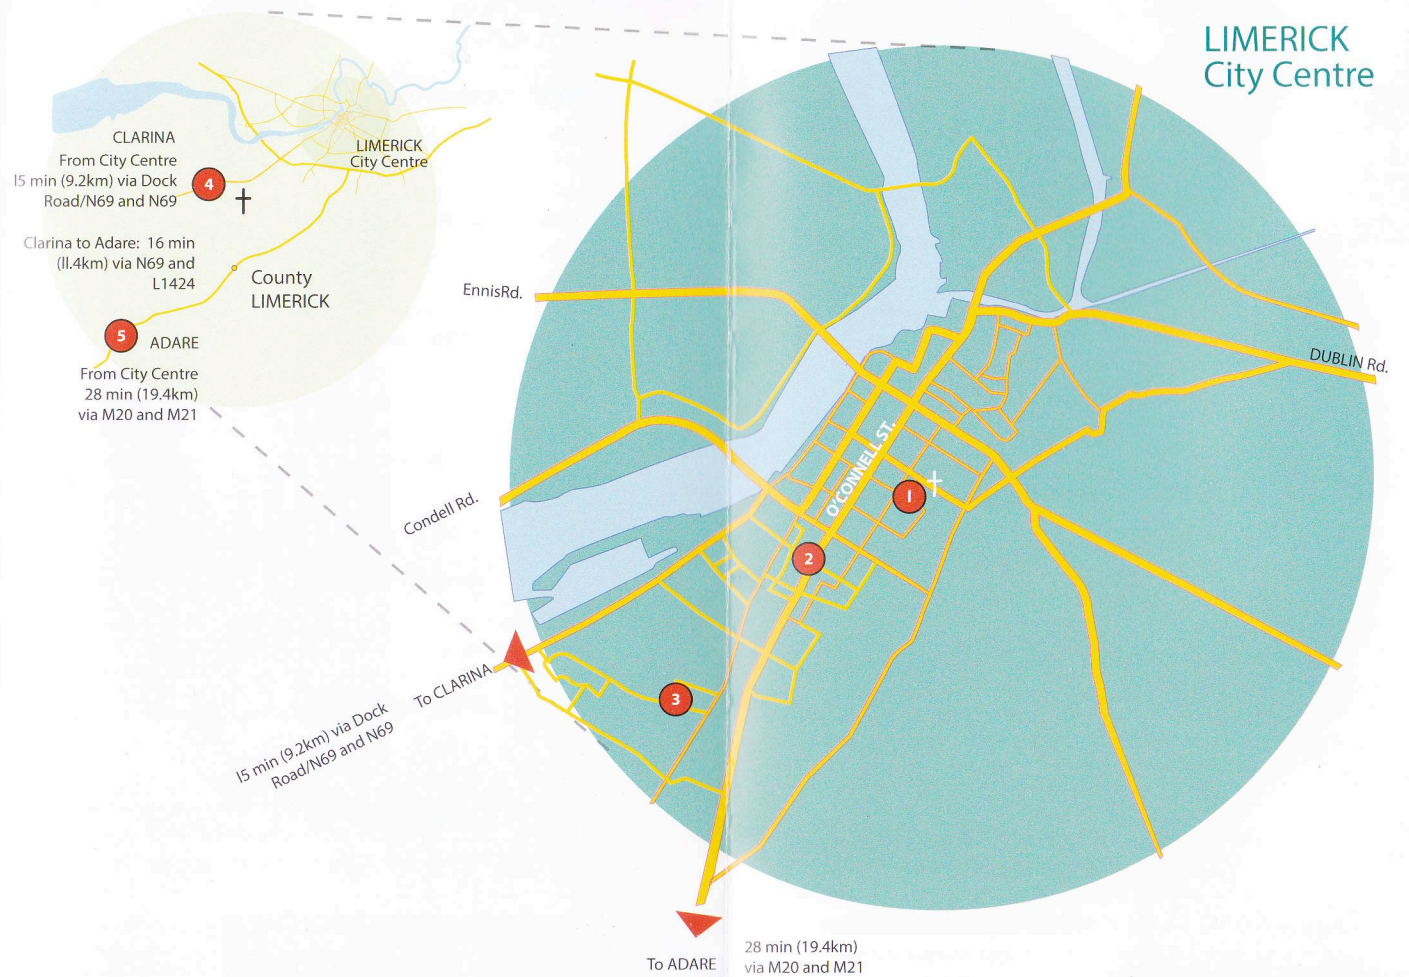 LIMERICK
City Centre
CLARINA
From City Centre
15 min (9.2km) via Dock
Road/N69 and N69
4
LIMERICK
City Centre
Clarina to Adare: 16 min
(11.4km) via N69 and
L1424
County
LIMERICK
5
ADARE
From City Centre
28 min (19.4km)
via M20 and M21
EnnisRd.
DUBLIN Rd.
O'CONNELL ST.
Condell Rd.
1
2
3
To CLARINA
15 min (9.2km) via Dock
Road/N69 and N69
To ADARE
28 min (19.4km)
via M20 and M21